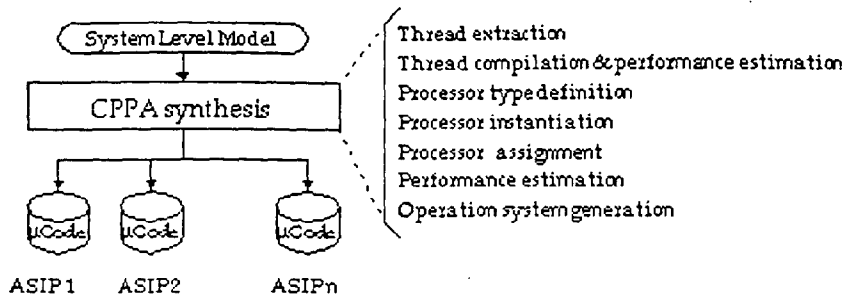 System Level Model
CPPA synthesis
μCode
μCode
μCode
ASIP1
ASIP2
ASIPn
Thread extraction
Thread compilation & performance estimation
Processor type definition
Processor instantiation
Processor assignment
Performance estimation
Operation system generation